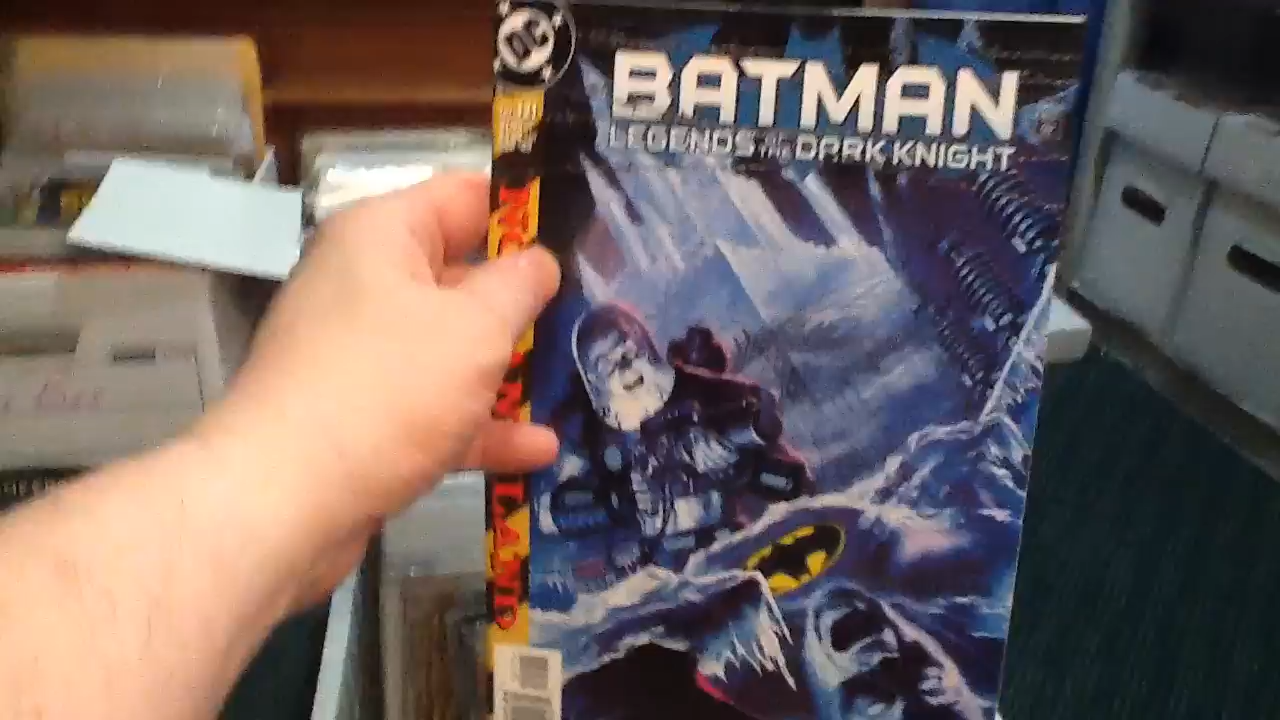 DC
BATMAN
LEGENDS OF THE DARK KNIGHT
NO MAN'S LAND